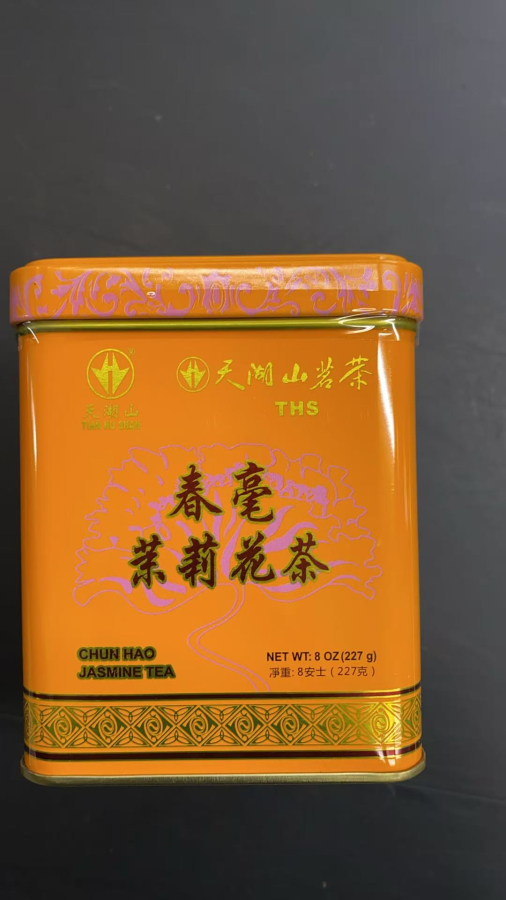 天湖山
TIAN HU SHAN
天湖山茗茶
THS
春毫
茉莉花茶
CHUN HAO
JASMINE TEA
NET WT: 8 OZ (227 g)
凈重: 8安士（227克）